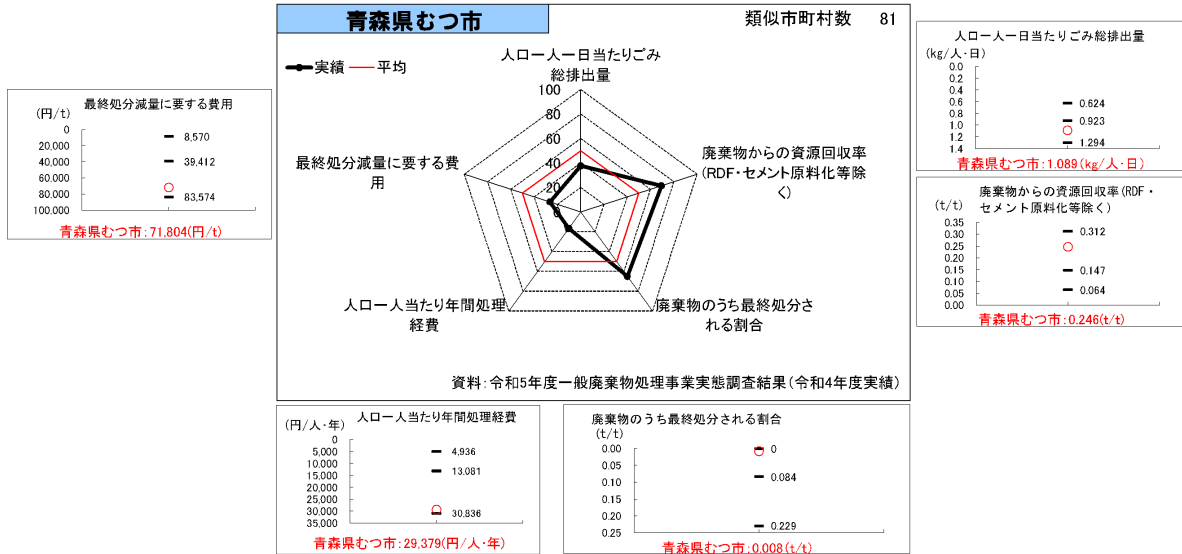 青森県むつ市
類似市町村数 81
実績 平均
人口一人一日当たりごみ
総排出量
100
80
60
40
20
0
廃棄物からの資源回収率
(RDF・セメント原料化等除
く)
廃棄物のうち最終処分さ
れる割合
人口一人当たり年間処理
経費
最終処分減量に要する費
用
資料:令和5年度一般廃棄物処理事業実態調査結果(令和4年度実績)
最終処分減量に要する費用
(円/t)
0
20,000
40,000
60,000
80,000
100,000
8,570
39,412
83,574
青森県むつ市:71,804(円/t)
人口一人一日当たりごみ総排出量
(kg/人・日)
0.0
0.2
0.4
0.6
0.8
1.0
1.2
1.4
0.624
0.923
1.294
青森県むつ市:1.089(kg/人・日)
廃棄物からの資源回収率(RDF・
セメント原料化等除く)
(t/t)
0.35
0.30
0.25
0.20
0.15
0.10
0.05
0.00
0.312
0.147
0.064
青森県むつ市:0.246(t/t)
人口一人当たり年間処理経費
(円/人・年)
0
5,000
10,000
15,000
20,000
25,000
30,000
35,000
4,936
13,081
30,836
青森県むつ市:29,379(円/人・年)
廃棄物のうち最終処分される割合
(t/t)
0.00
0.05
0.10
0.15
0.20
0.25
0
0.084
0.229
青森県むつ市:0.008(t/t)